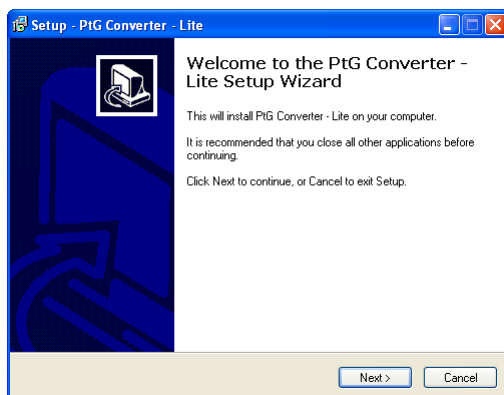 Setup - PtG Converter - Lite
Welcome to the PtG Converter -
Lite Setup Wizard
This will install PtG Converter - Lite on your computer.
It is recommended that you close all other applications before
continuing.
Click Next to continue, or Cancel to exit Setup.
Next >
Cancel